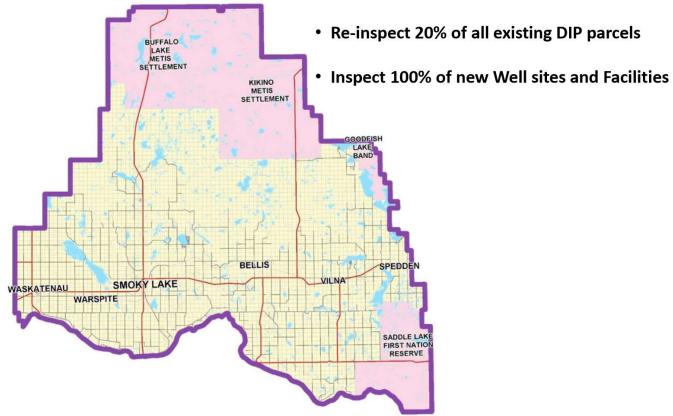 • Re-inspect 20% of all existing DIP parcels
• Inspect 100% of new Well sites and Facilities
BUFFALO
LAKE
METIS
SETTLEMENT
KIKINO
METIS
SETTLEMENT
GOODFISH
LAKE
BAND
BELLIS
SPEDDEN
VILNA
SMOKY LAKE
WASKATENAU
WARSPITE
SADDLE LAKE
FIRST NATION
RESERVE